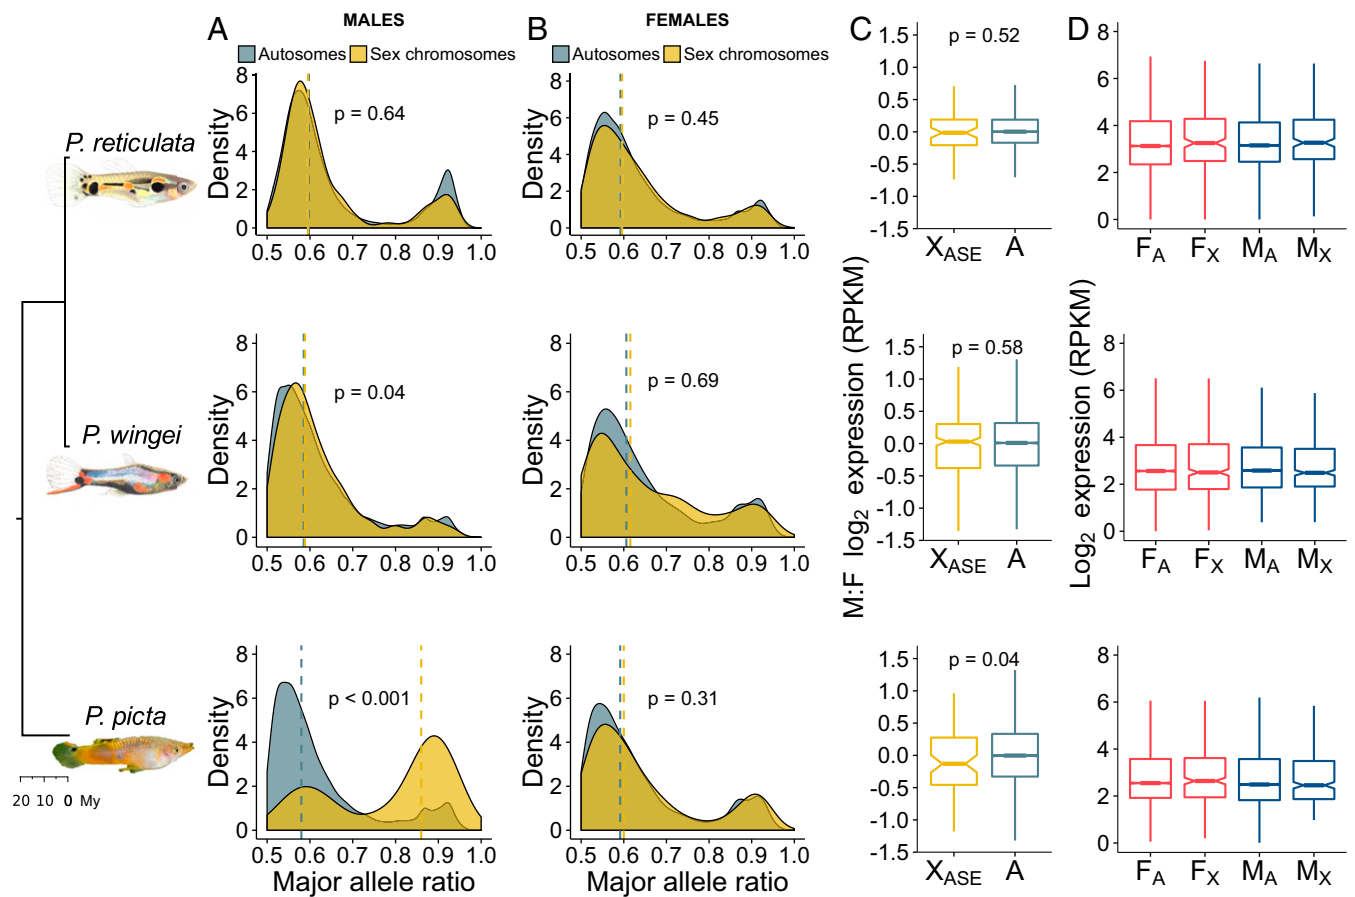 A MALES
B FEMALES
C
D
Autosomes Sex chromosomes
Autosomes Sex chromosomes
P. reticulata
Density
8
6
4
2
0
p = 0.64
0.5 0.6 0.7 0.8 0.9 1.0
Density
8
6
4
2
0
p = 0.45
0.5 0.6 0.7 0.8 0.9 1.0
1.5
1.0
0.5
0.0
-0.5
-1.0
-1.5
p = 0.52
XASE A
8
6
4
2
0
FA FX MA MX
P. wingei
Density
8
6
4
2
0
p = 0.04
0.5 0.6 0.7 0.8 0.9 1.0
Density
8
6
4
2
0
p = 0.69
0.5 0.6 0.7 0.8 0.9 1.0
M:F log2 expression (RPKM)
1.5
1.0
0.5
0.0
-0.5
-1.0
-1.5
p = 0.58
XASE A
Log2 expression (RPKM)
8
6
4
2
0
FA FX MA MX
P. picta
20 10 0 My
Density
8
6
4
2
0
p < 0.001
0.5 0.6 0.7 0.8 0.9 1.0
Major allele ratio
Density
8
6
4
2
0
p = 0.31
0.5 0.6 0.7 0.8 0.9 1.0
Major allele ratio
1.5
1.0
0.5
0.0
-0.5
-1.0
-1.5
p = 0.04
XASE A
8
6
4
2
0
FA FX MA MX